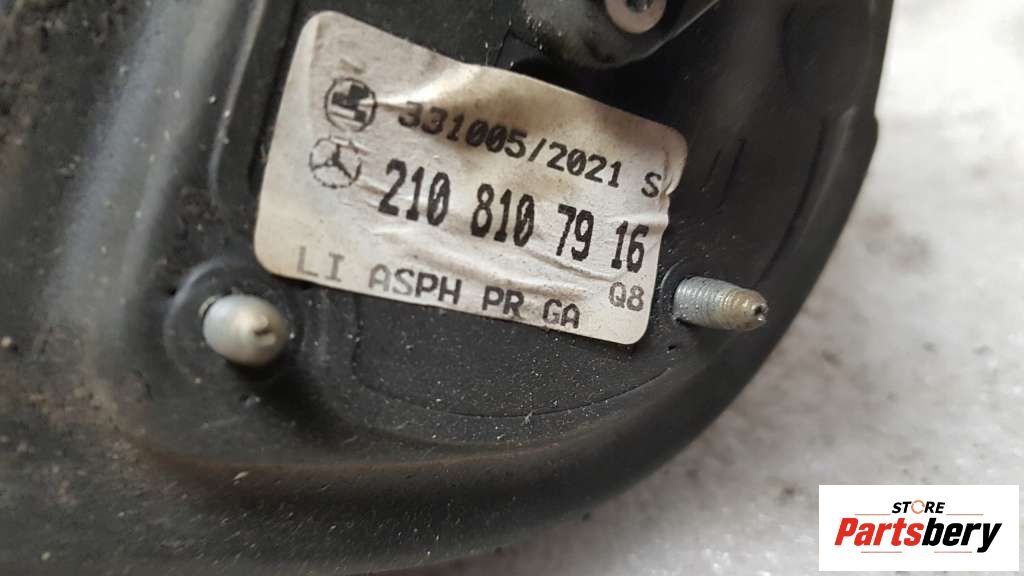 331005/2021 S
210 810 79 16
LI ASPH PR GA Q8
STORE
Partsbery